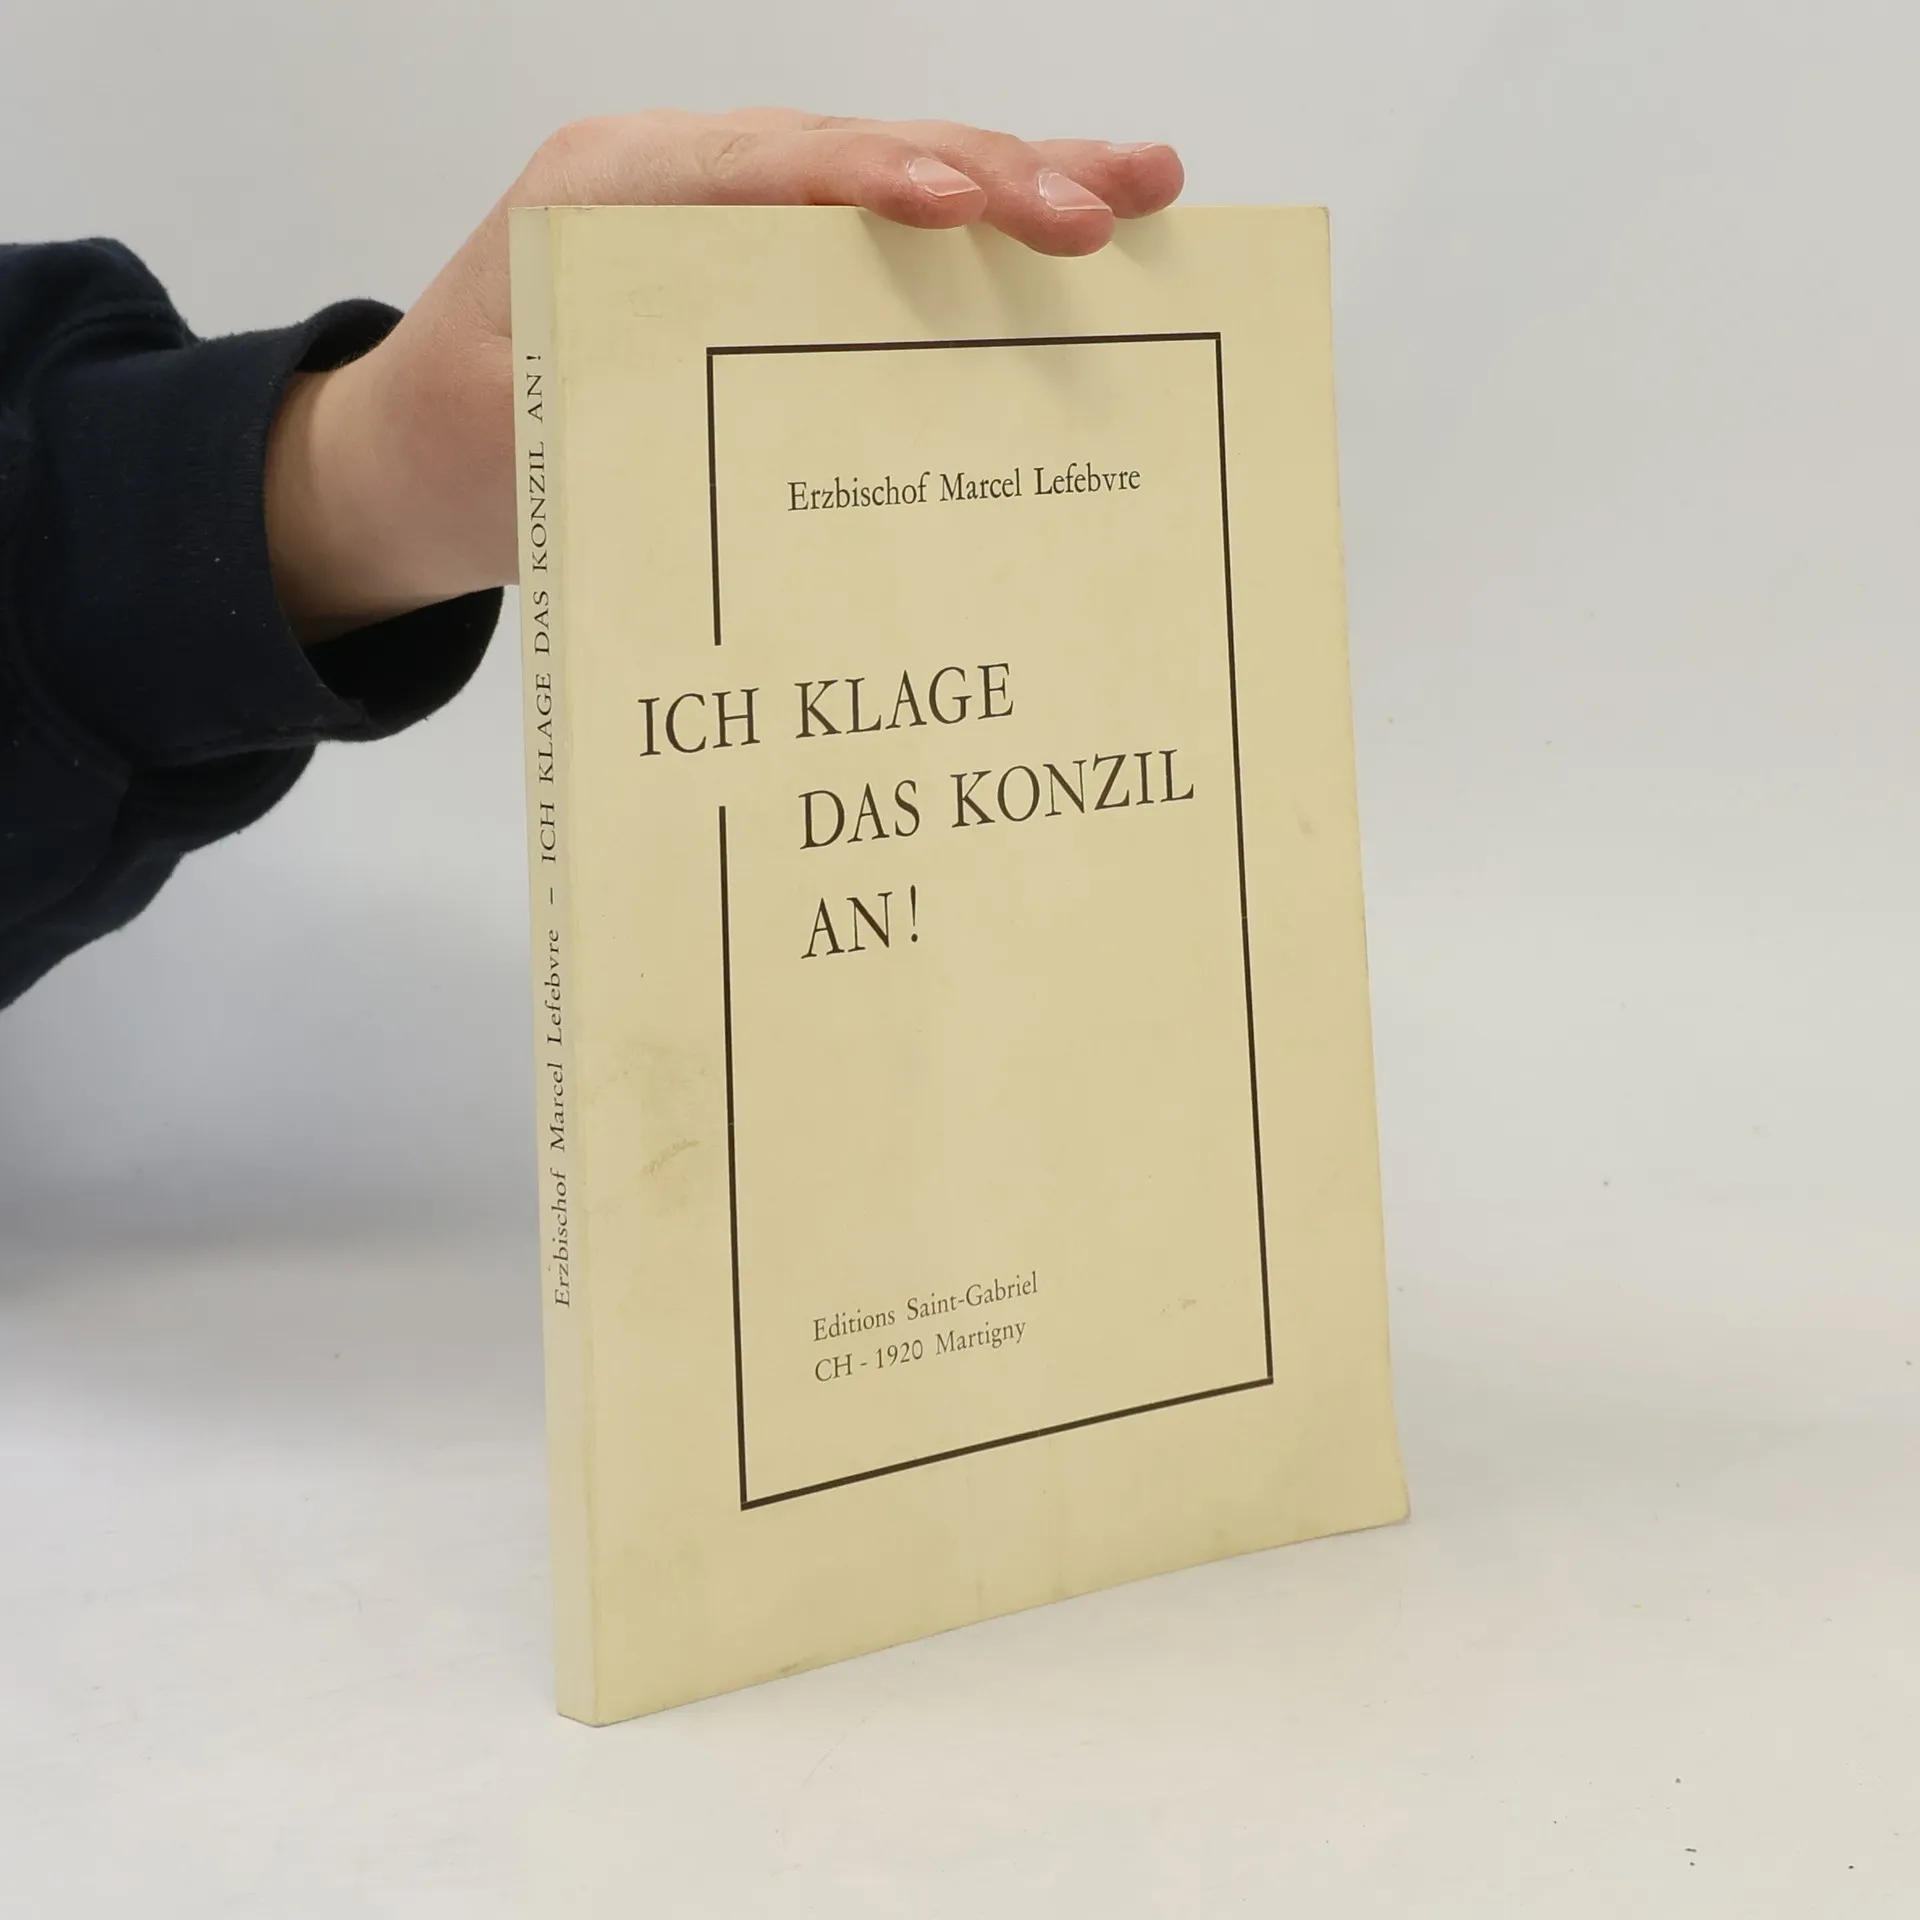 Erzbischof Marcel Lefebvre – ICH KLAGE DAS KONZIL AN!
Erzbischof Marcel Lefebvre
ICH KLAGE
DAS KONZIL
AN!
Editions Saint-Gabriel
CH - 1920 Martigny